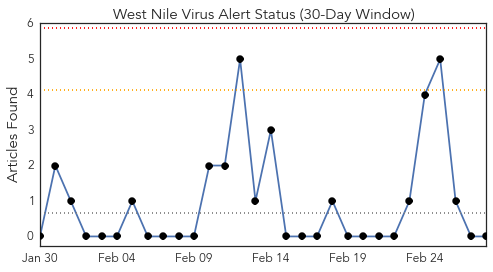 West Nile Virus Alert Status (30-Day Window)
Articles Found
6
5
4
3
2
1
0
Jan 30 Feb 04 Feb 09 Feb 14 Feb 19 Feb 24